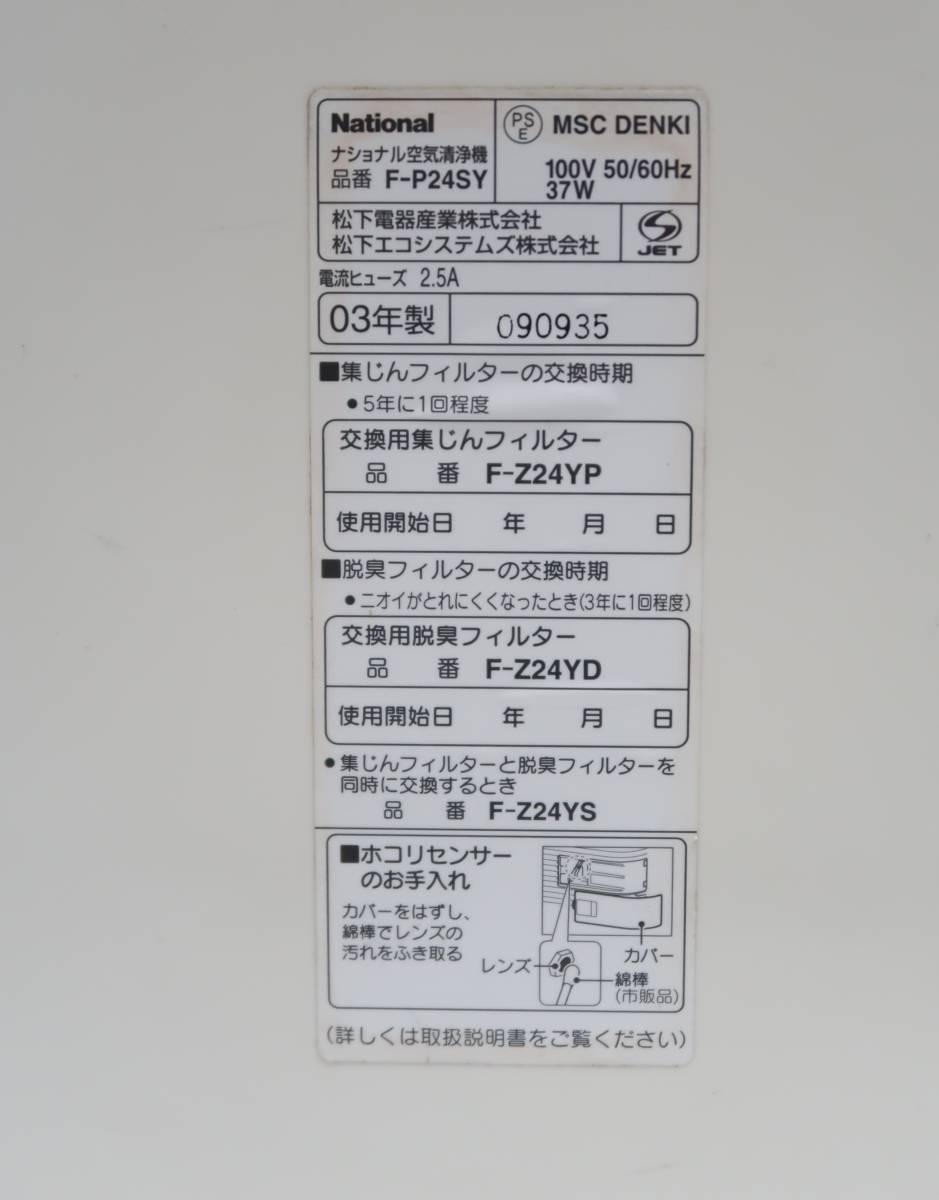 National
ナショナル空気清浄機
品番 F-P24SY
PS
E
MSC DENKI
100V 50/60Hz
37W
松下電器産業株式会社
松下エコシステムズ株式会社
JET
電流ヒューズ 2.5A
03年製
090935
■集じんフィルターの交換時期
●5年に1回程度
交換用集じんフィルター
品 番 F-Z24YP
使用開始日 年 月 日
■脱臭フィルターの交換時期
●ニオイがとれにくくなったとき(3年に1回程度)
交換用脱臭フィルター
品 番 F-Z24YD
使用開始日 年 月 日
●集じんフィルターと脱臭フィルターを
同時に交換するとき
品 番 F-Z24YS
■ホコリセンサー
のお手入れ
カバーをはずし、
綿棒でレンズの
汚れをふき取る
カバー
レンズ
綿棒
(市販品)
(詳しくは取扱説明書をご覧ください)